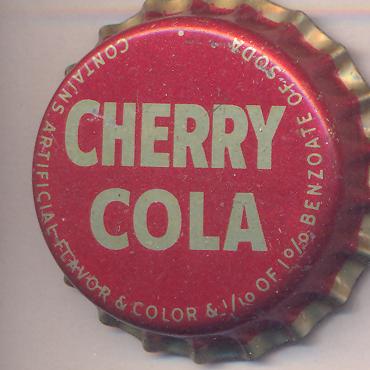 CHERRY
COLA
CONTAINS ARTIFICIAL FLAVOR & COLOR & 1/10 OF 1% BENZOATE OF SODA